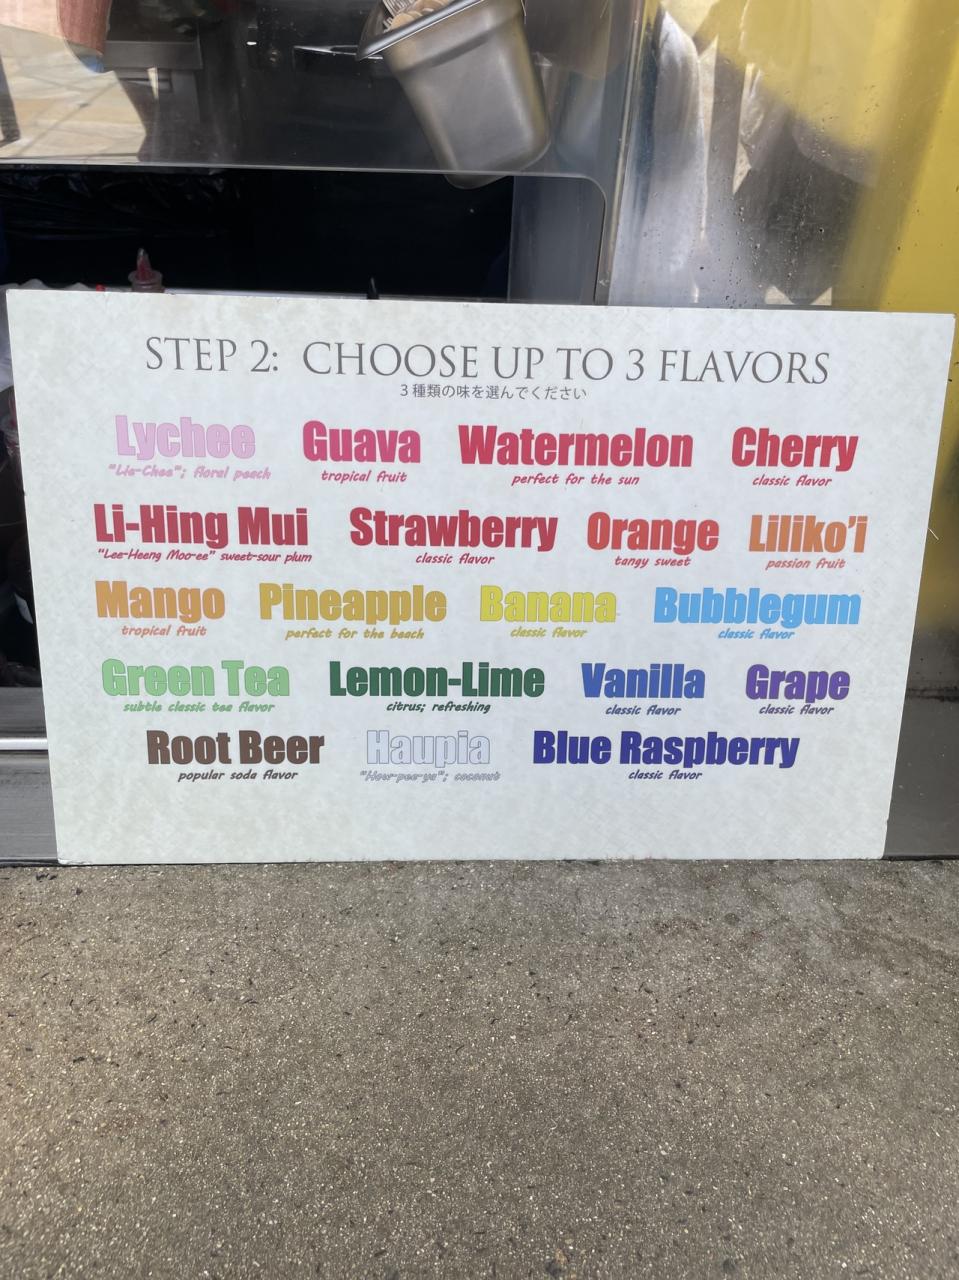 STEP 2: CHOOSE UP TO 3 FLAVORS
3種類の味を選んでください
Lychee Guava Watermelon Cherry
"Lie-Chee"; floral peach tropical fruit perfect for the sun classic flavor
Li-Hing Mui Strawberry Orange Liliko'i
"Lee-Heeng Moo-ee" sweet-sour plum classic flavor tangy sweet passion fruit
Mango Pineapple Banana Bubblegum
tropical fruit perfect for the beach classic flavor classic flavor
Green Tea Lemon-Lime Vanilla Grape
subtle classic tea flavor citrus; refreshing classic flavor classic flavor
Root Beer Haupia Blue Raspberry
popular soda flavor "How-pee-ya"; coconut classic flavor